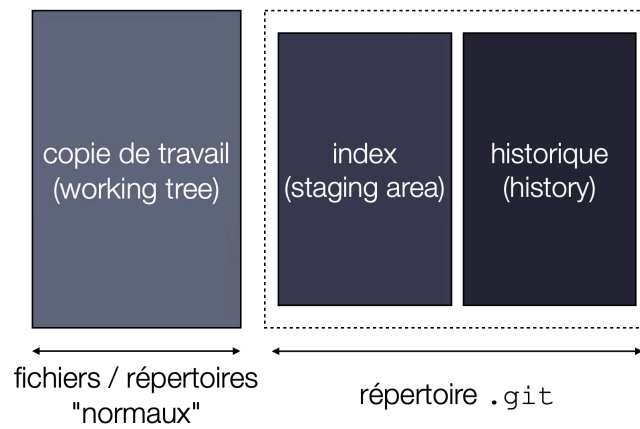 copie de travail
(working tree)
index
(staging area)
historique
(history)
fichiers / répertoires
"normaux"
répertoire .git